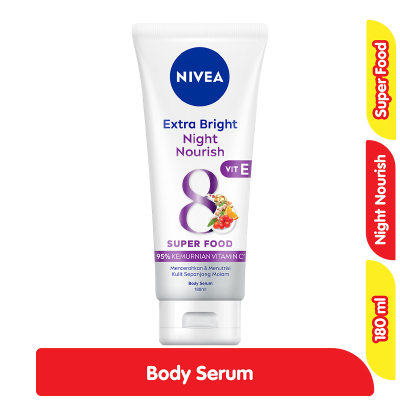 NIVEA
Extra Bright
Night
Nourish
VIT E
8
SUPER FOOD
95% KEMURNIAN VITAMIN C*
Mencerahkan & Menutrisi
Kulit Sepanjang Malam
Body Serum
180ml
Super Food
Night Nourish
180 ml
Body Serum